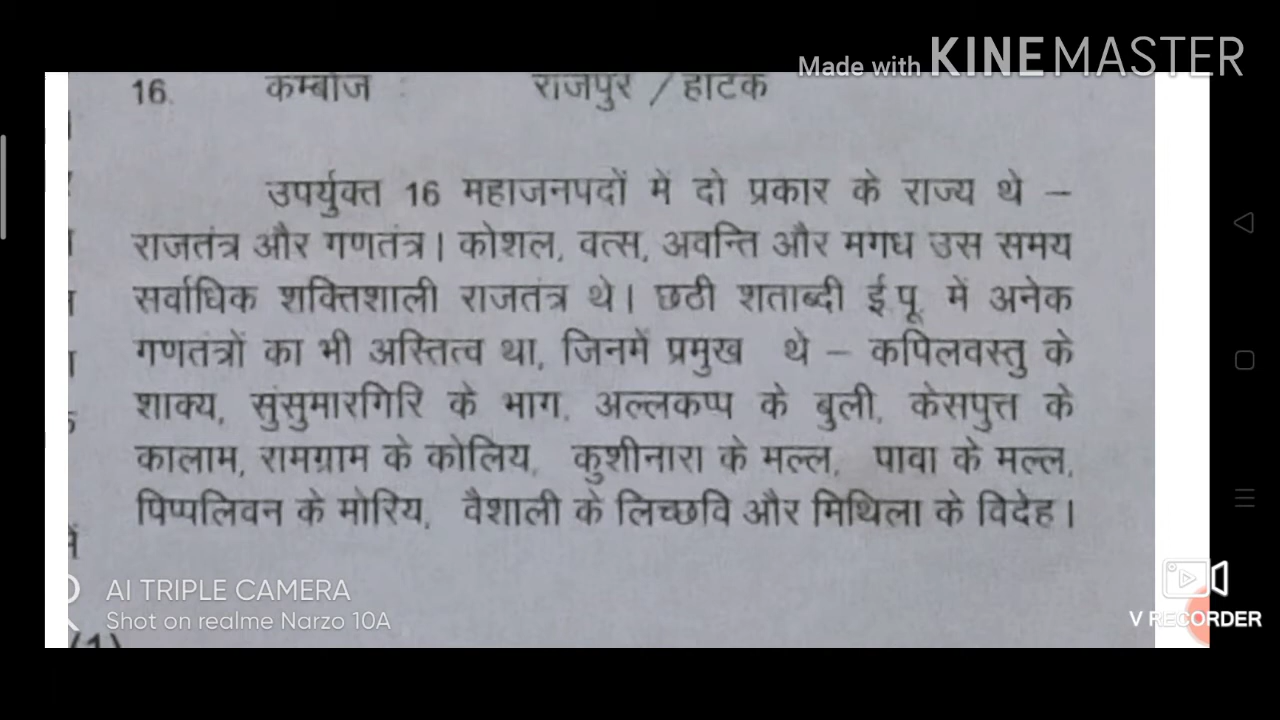 Made with KINEMASTER
16. कम्बोज : राजपुर / हाटक
उपर्युक्त 16 महाजनपदों में दो प्रकार के राज्य थे –
राजतंत्र और गणतंत्र। कोशल, वत्स, अवन्ति और मगध उस समय
सर्वाधिक शक्तिशाली राजतंत्र थे। छठी शताब्दी ई.पू. में अनेक
गणतंत्रों का भी अस्तित्व था, जिनमें प्रमुख थे – कपिलवस्तु के
शाक्य, सुंसुमारगिरि के भाग, अल्लकप्प के बुली, केसपुत्त के
कालाम, रामग्राम के कोलिय, कुशीनारा के मल्ल, पावा के मल्ल,
पिप्पलिवन के मोरिय, वैशाली के लिच्छवि और मिथिला के विदेह।
AI TRIPLE CAMERA
Shot on realme Narzo 10A
V RECORDER
(1)